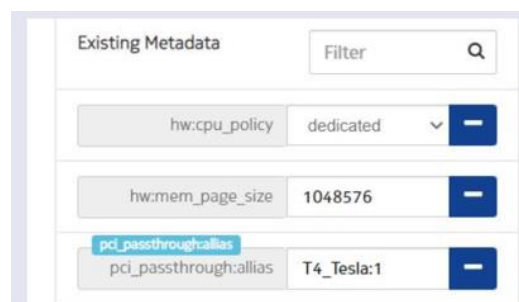 Existing Metadata
Filter
hw:cpu_policy
dedicated
hw:mem_page_size
1048576
pci_passthrough:allias
pci_passthrough:allias
T4_Tesla:1